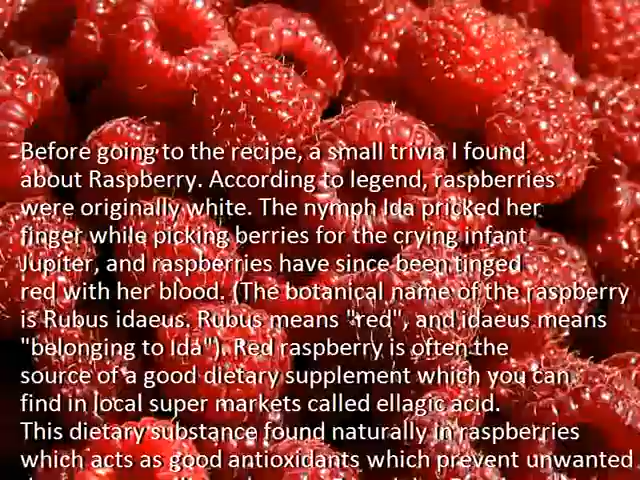 Before going to the recipe, a small trivia I found
about Raspberry. According to legend, raspberries
were originally white. The nymph Ida pricked her
finger while picking berries for the crying infant
Jupiter, and raspberries have since been tinged
red with her blood. (The botanical name of the raspberry
is Rubus idaeus. Rubus means "red", and idaeus means
"belonging to Ida"). Red raspberry is often the
source of a good dietary supplement which you can
find in local super markets called ellagic acid.
This dietary substance found naturally in raspberries
which acts as good antioxidants which prevent unwanted